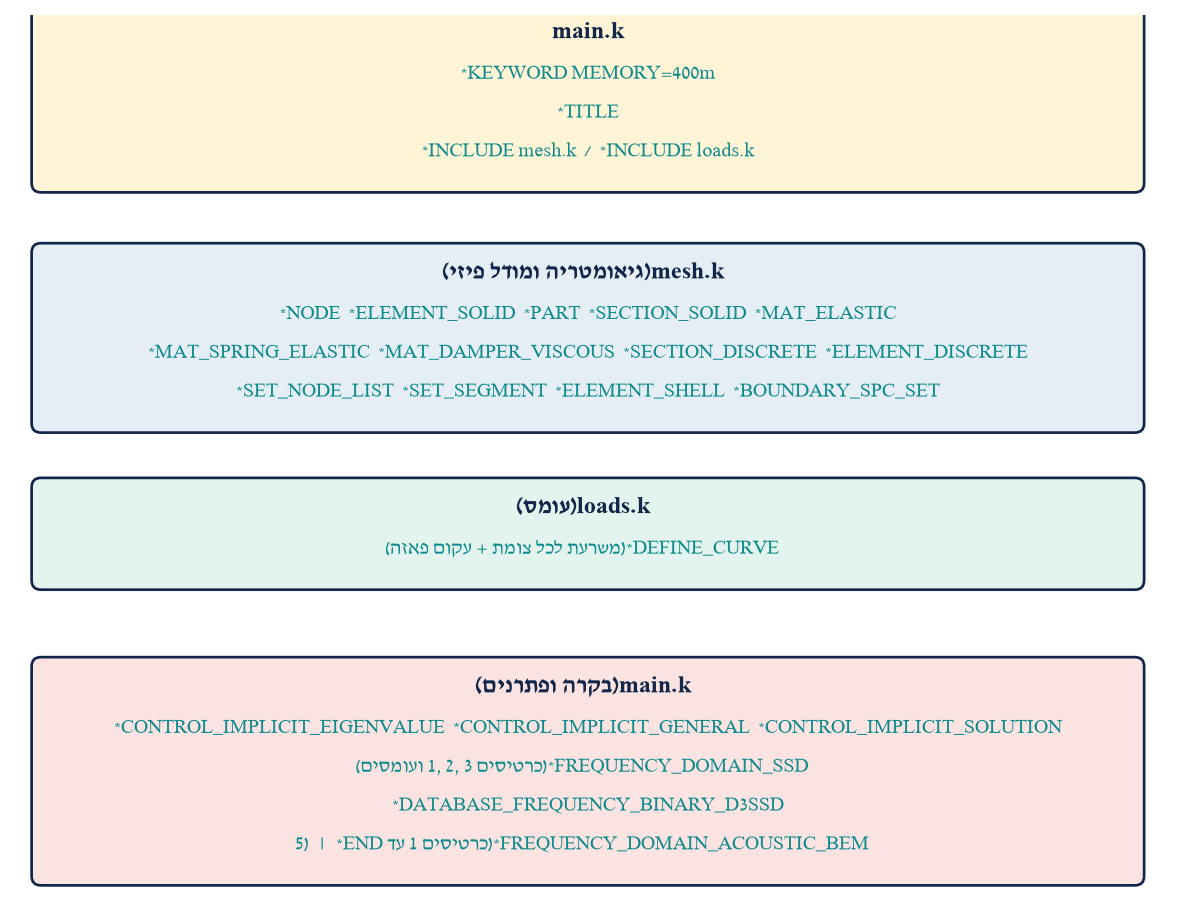 main.k
*KEYWORD MEMORY=400m
*TITLE
*INCLUDE mesh.k / *INCLUDE loads.k
mesh.k(גיאומטריה ומודל פיזי)
*NODE *ELEMENT_SOLID *PART *SECTION_SOLID *MAT_ELASTIC
*MAT_SPRING_ELASTIC *MAT_DAMPER_VISCOUS *SECTION_DISCRETE *ELEMENT_DISCRETE
*SET_NODE_LIST *SET_SEGMENT *ELEMENT_SHELL *BOUNDARY_SPC_SET
loads.k(עומס)
*DEFINE_CURVE(משרעת לכל צומת + עקום פאזה)
main.k(בקרה ופתרנים)
*CONTROL_IMPLICIT_EIGENVALUE *CONTROL_IMPLICIT_GENERAL *CONTROL_IMPLICIT_SOLUTION
*FREQUENCY_DOMAIN_SSD(כרטיסים 1, 2, 3 ועומסים)
*DATABASE_FREQUENCY_BINARY_D3SSD
*FREQUENCY_DOMAIN_ACOUSTIC_BEM(כרטיסים 1 עד 5) | *END